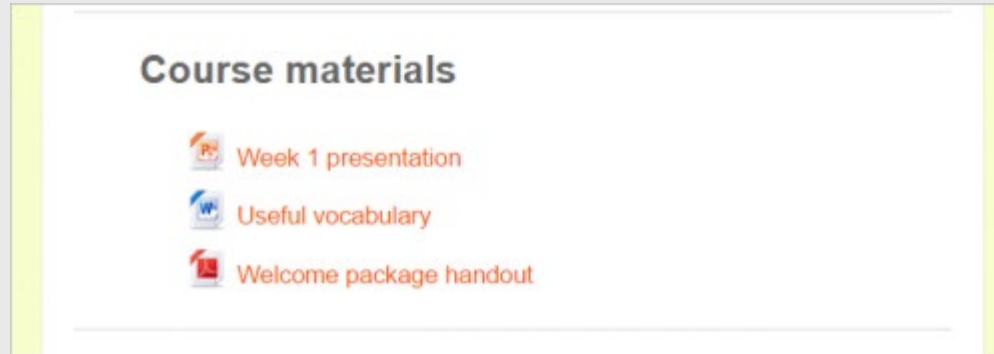 Course materials
Week 1 presentation
Useful vocabulary
Welcome package handout